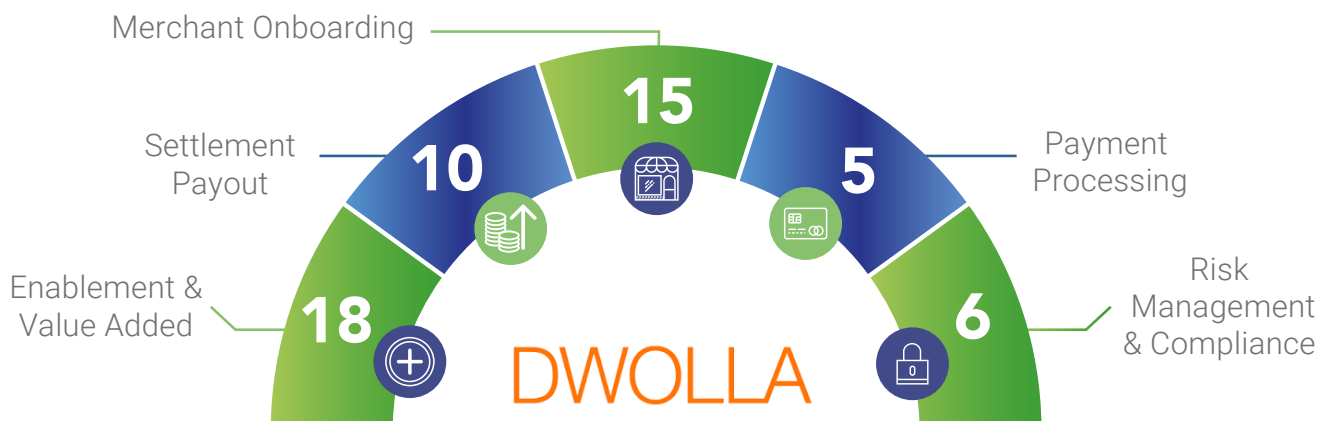 Merchant Onboarding
15
Settlement
Payout
10
5
Payment
Processing
Enablement &
Value Added
18
6
Risk
Management
& Compliance
DWOLLA